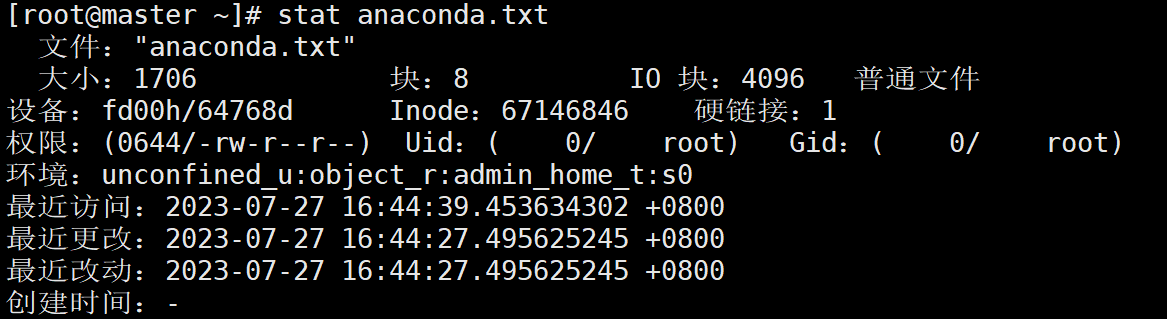 [root@master ~]# stat anaconda.txt
文件："anaconda.txt"
大小：1706 块：8 IO 块：4096 普通文件
设备：fd00h/64768d Inode：67146846 硬链接：1
权限：(0644/-rw-r--r--) Uid：( 0/ root) Gid：( 0/ root)
环境：unconfined_u:object_r:admin_home_t:s0
最近访问：2023-07-27 16:44:39.453634302 +0800
最近更改：2023-07-27 16:44:27.495625245 +0800
最近改动：2023-07-27 16:44:27.495625245 +0800
创建时间：-